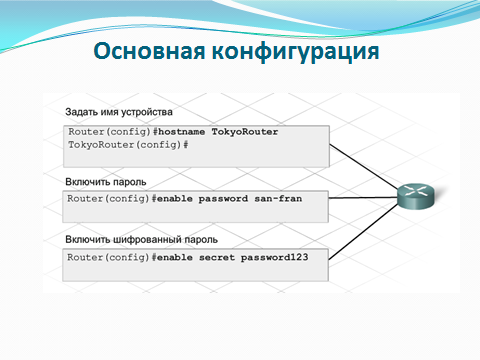 Основная конфигурация
Задать имя устройства
Router(config)#hostname TokyoRouter
TokyoRouter(config)#
Включить пароль
Router(config)#enable password san-fran
Включить шифрованный пароль
Router(config)#enable secret password123